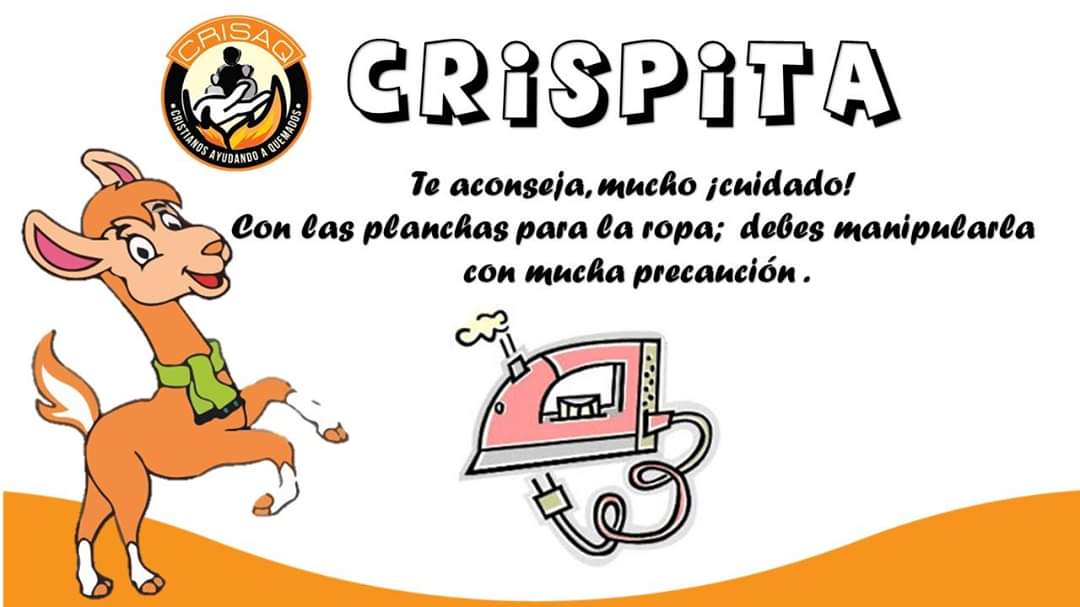 CRISAQ
CRiSPiTA
•CRISTIANOS AYUDANDO A QUEMADOS•
Te aconseja, mucho ¡cuidado!
Con las planchas para la ropa; debes manipularla
con mucha precaución .